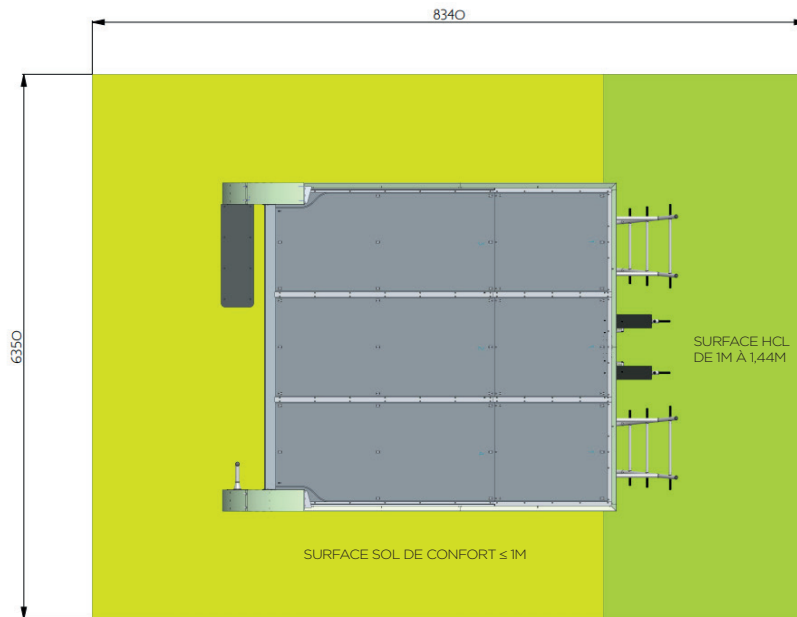 8340
6350
SURFACE HCL
DE 1M À 1,44M
SURFACE SOL DE CONFORT ≤ 1M